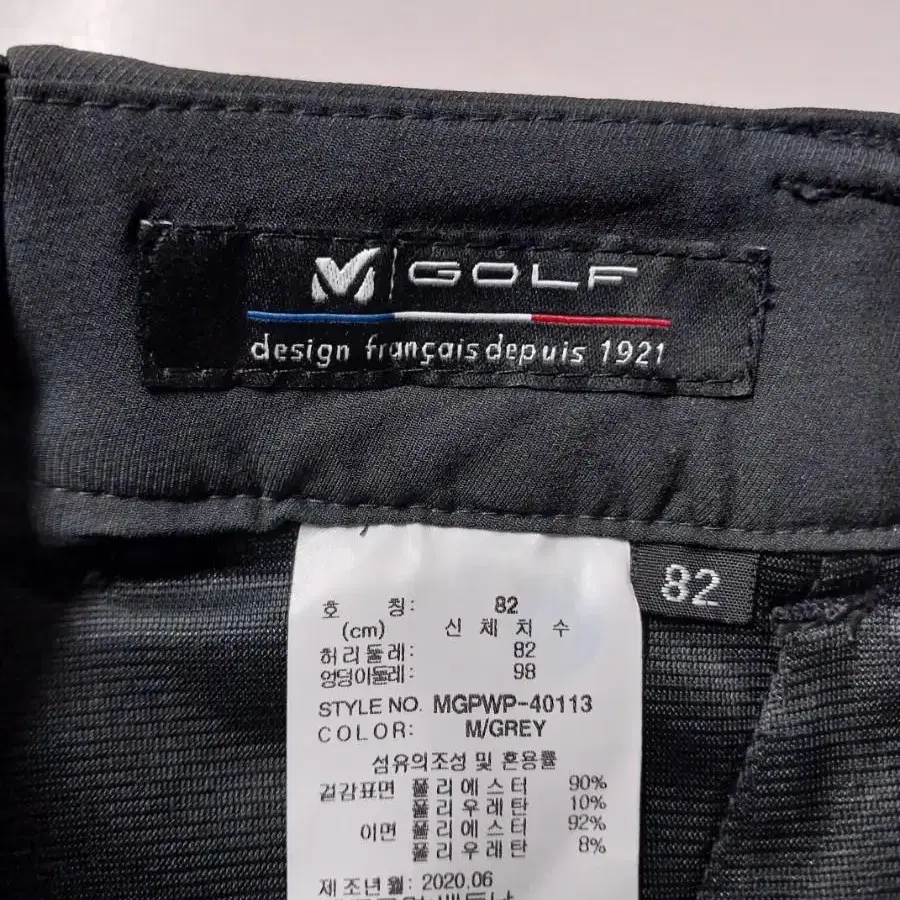 M GOLF
design français depuis 1921
82
호 칭: 82
(cm) 신 체 치 수
허리둘레: 82
엉덩이둘레: 98
STYLE NO. MGPWP-40113
COLOR: M/GREY
섬유의조성 및 혼용률
겉감표면 폴리에스터 90%
폴리우레탄 10%
이면 폴리에스터 92%
폴리우레탄 8%
제조년월: 2020.06